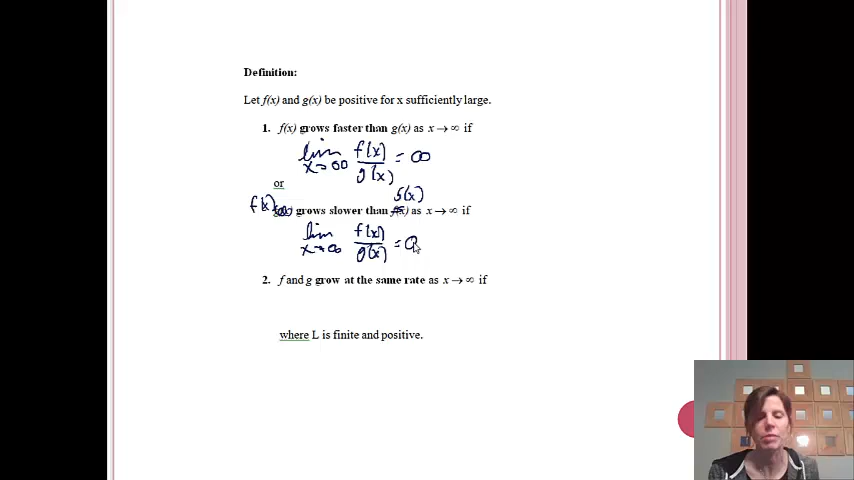 Definition:
Let f(x) and g(x) be positive for x sufficiently large.
1. f(x) grows faster than g(x) as x → ∞ if
lim x→∞ f(x)/g(x) = ∞
or
g(x)
f(x) grows slower than as x → ∞ if
lim x→∞ f(x)/g(x) = 0
2. f and g grow at the same rate as x → ∞ if
where L is finite and positive.